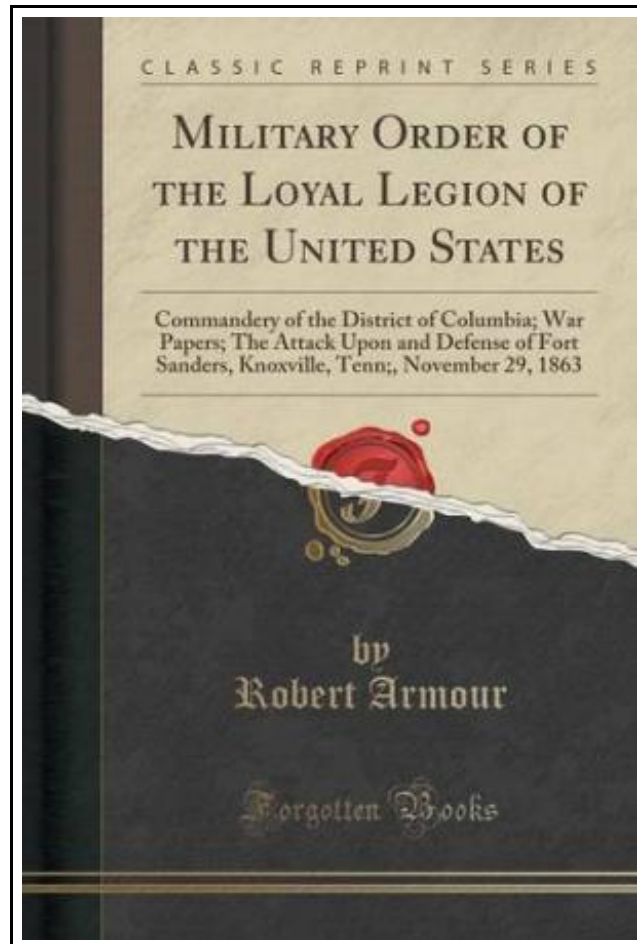 CLASSIC REPRINT SERIES
MILITARY ORDER OF
THE LOYAL LEGION OF
THE UNITED STATES
Commandery of the District of Columbia; War
Papers; The Attack Upon and Defense of Fort
Sanders, Knoxville, Tenn;, November 29, 1863
by
Robert Armour
Forgotten Books